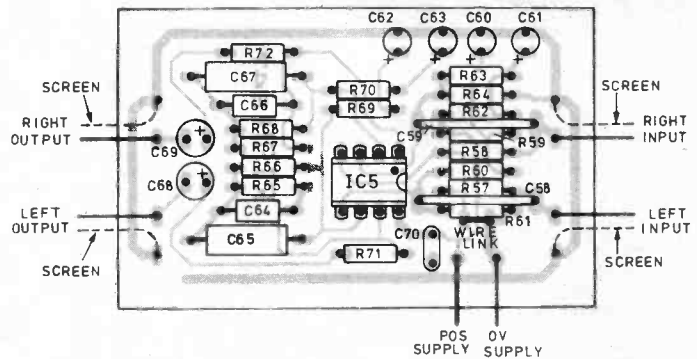 C62
C63
C60
C61
R72
C67
R63
SCREEN
R70
R64
SCREEN
C66
R69
R62
RIGHT
OUTPUT
R68
C59
R59
RIGHT
INPUT
C69
R67
R58
R66
IC5
R60
C68
R65
R57
C58
LEFT
OUTPUT
C64
R61
LEFT
INPUT
C70
WIRE
LINK
C65
R71
SCREEN
SCREEN
POS
SUPPLY
0V
SUPPLY